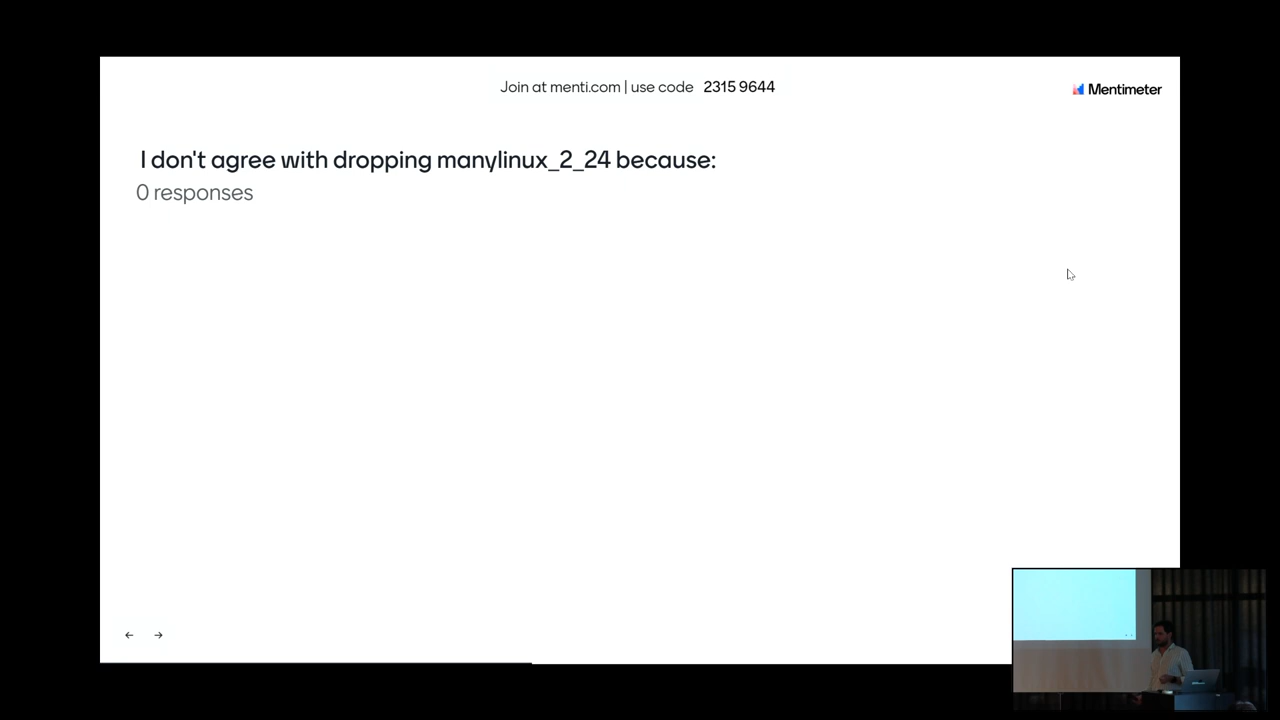 Join at menti.com | use code 2315 9644
Mentimeter
I don't agree with dropping manylinux_2_24 because:
0 responses